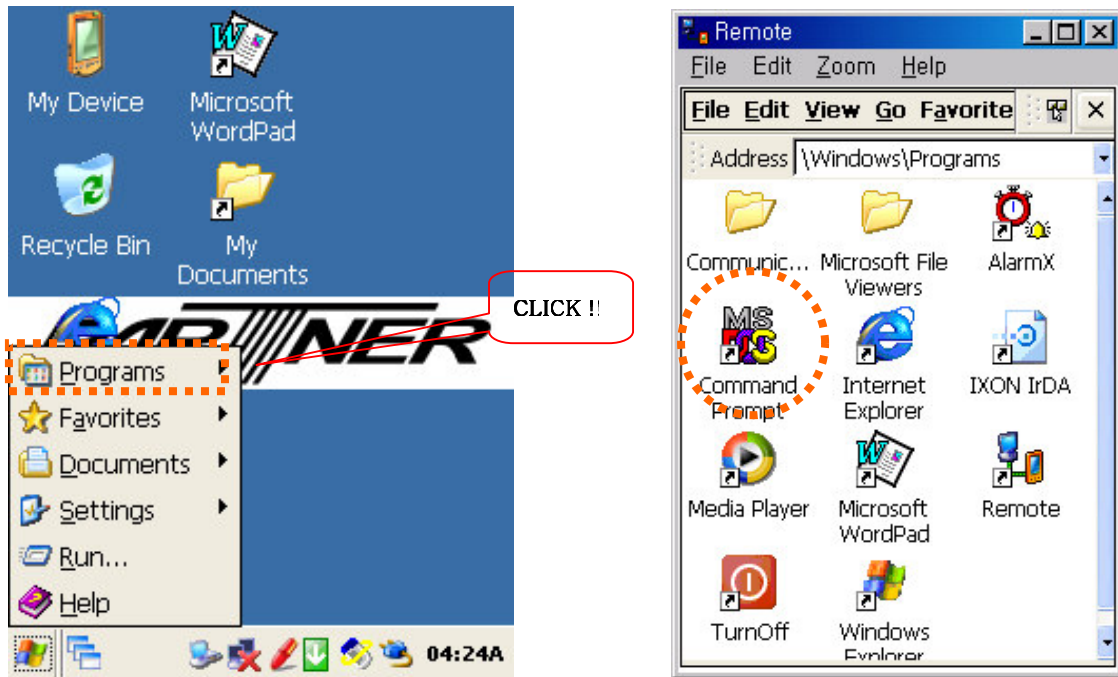 My Device
Microsoft
WordPad
Recycle Bin
My
Documents
CLICK !!
Programs
Favorites
Documents
Settings
Run...
Help
04:24A
Remote
File Edit Zoom Help
File Edit View Go Favorite
Address \Windows\Programs
Communic... Microsoft File
Viewers
AlarmX
MS
Command
Prompt
Internet
Explorer
IXON IrDA
Media Player
Microsoft
WordPad
Remote
TurnOff
Windows
Explorer